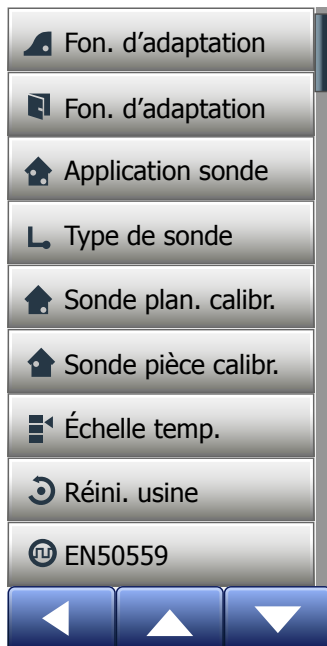 Fon. d’adaptation
Fon. d’adaptation
Application sonde
Type de sonde
Sonde plan. calibr.
Sonde pièce calibr.
Échelle temp.
Réini. usine
EN50559